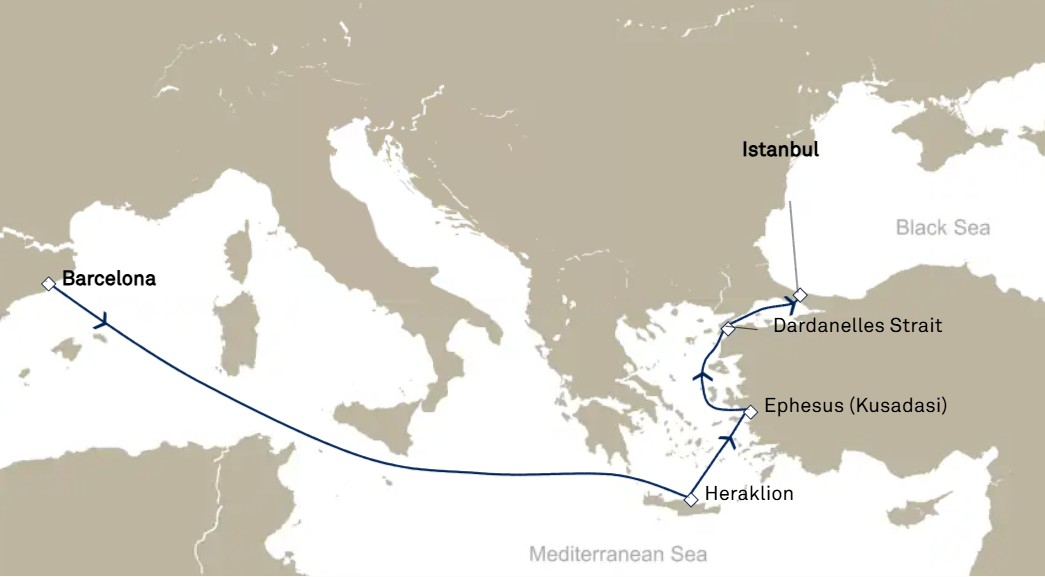 Istanbul
Black Sea
Barcelona
Dardanelles Strait
Ephesus (Kusadasi)
Heraklion
Mediterranean Sea